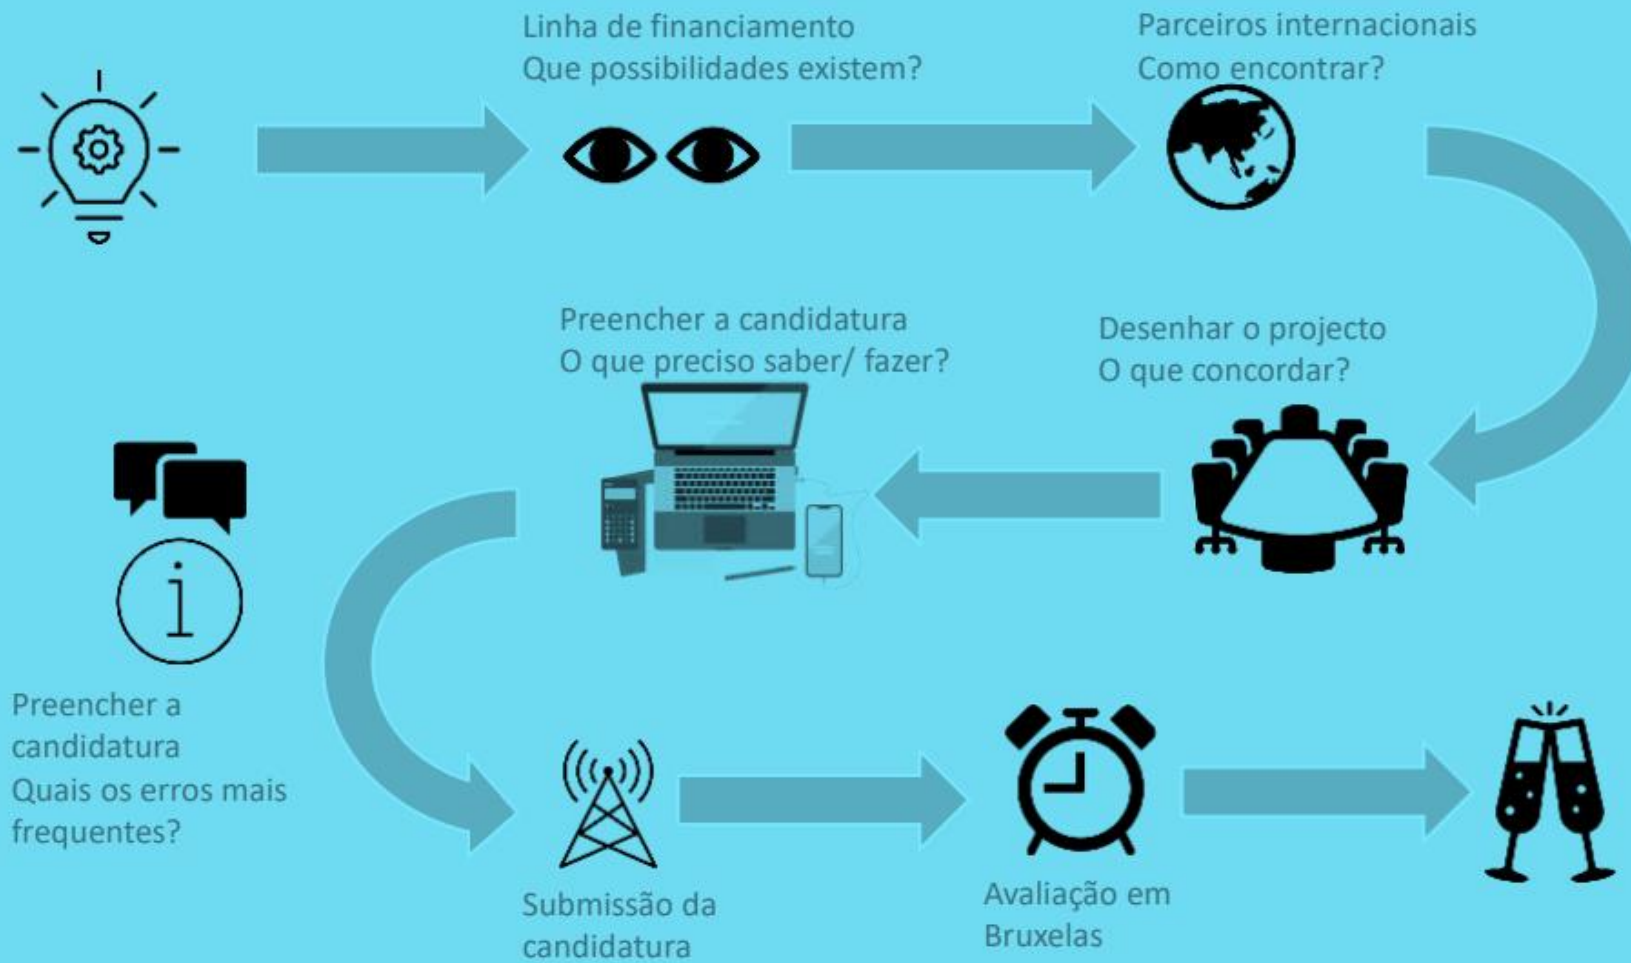 Linha de financiamento
Que possibilidades existem?
Parceiros internacionais
Como encontrar?
Desenhar o projecto
O que concordar?
Preencher a candidatura
O que preciso saber/ fazer?
Preencher a
candidatura
Quais os erros mais
frequentes?
Submissão da
candidatura
Avaliação em
Bruxelas